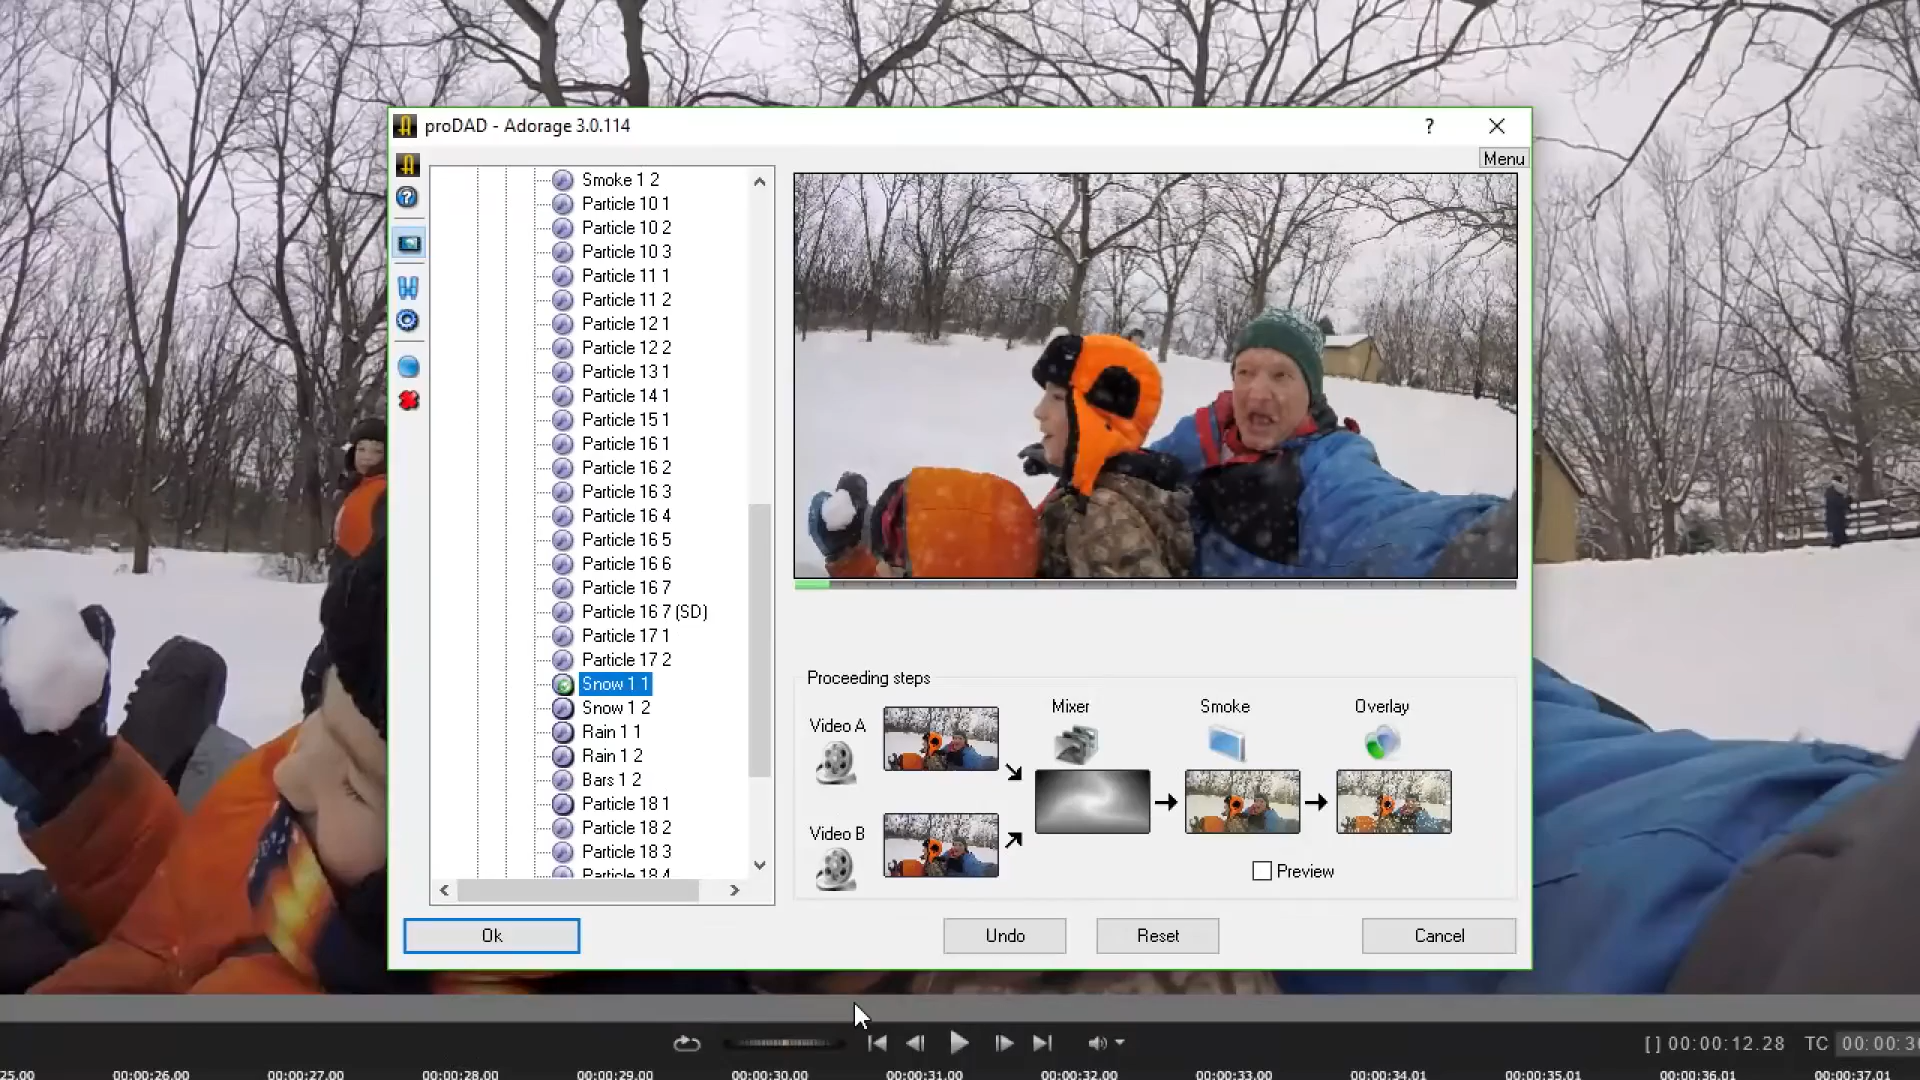 proDAD - Adorage 3.0.114
?
Menu
Smoke 1 2
Particle 10 1
Particle 10 2
Particle 10 3
Particle 11 1
Particle 11 2
Particle 12 1
Particle 12 2
Particle 13 1
Particle 14 1
Particle 15 1
Particle 16 1
Particle 16 2
Particle 16 3
Particle 16 4
Particle 16 5
Particle 16 6
Particle 16 7
Particle 16 7 (SD)
Particle 17 1
Particle 17 2
Snow 1 1
Snow 1 2
Rain 1 1
Rain 1 2
Bars 1 2
Particle 18 1
Particle 18 2
Particle 18 3
Particle 18 4
Proceeding steps
Video A
Mixer
Smoke
Overlay
Video B
Preview
Ok
Undo
Reset
Cancel
[ ] 00:00:12.28 TC 00:00:3
25.00 00:00:26.00 00:00:27.00 00:00:28.00 00:00:29.00 00:00:30.00 00:00:31.00 00:00:32.00 00:00:33.00 00:00:34.01 00:00:35.01 00:00:36.01 00:00:37.01